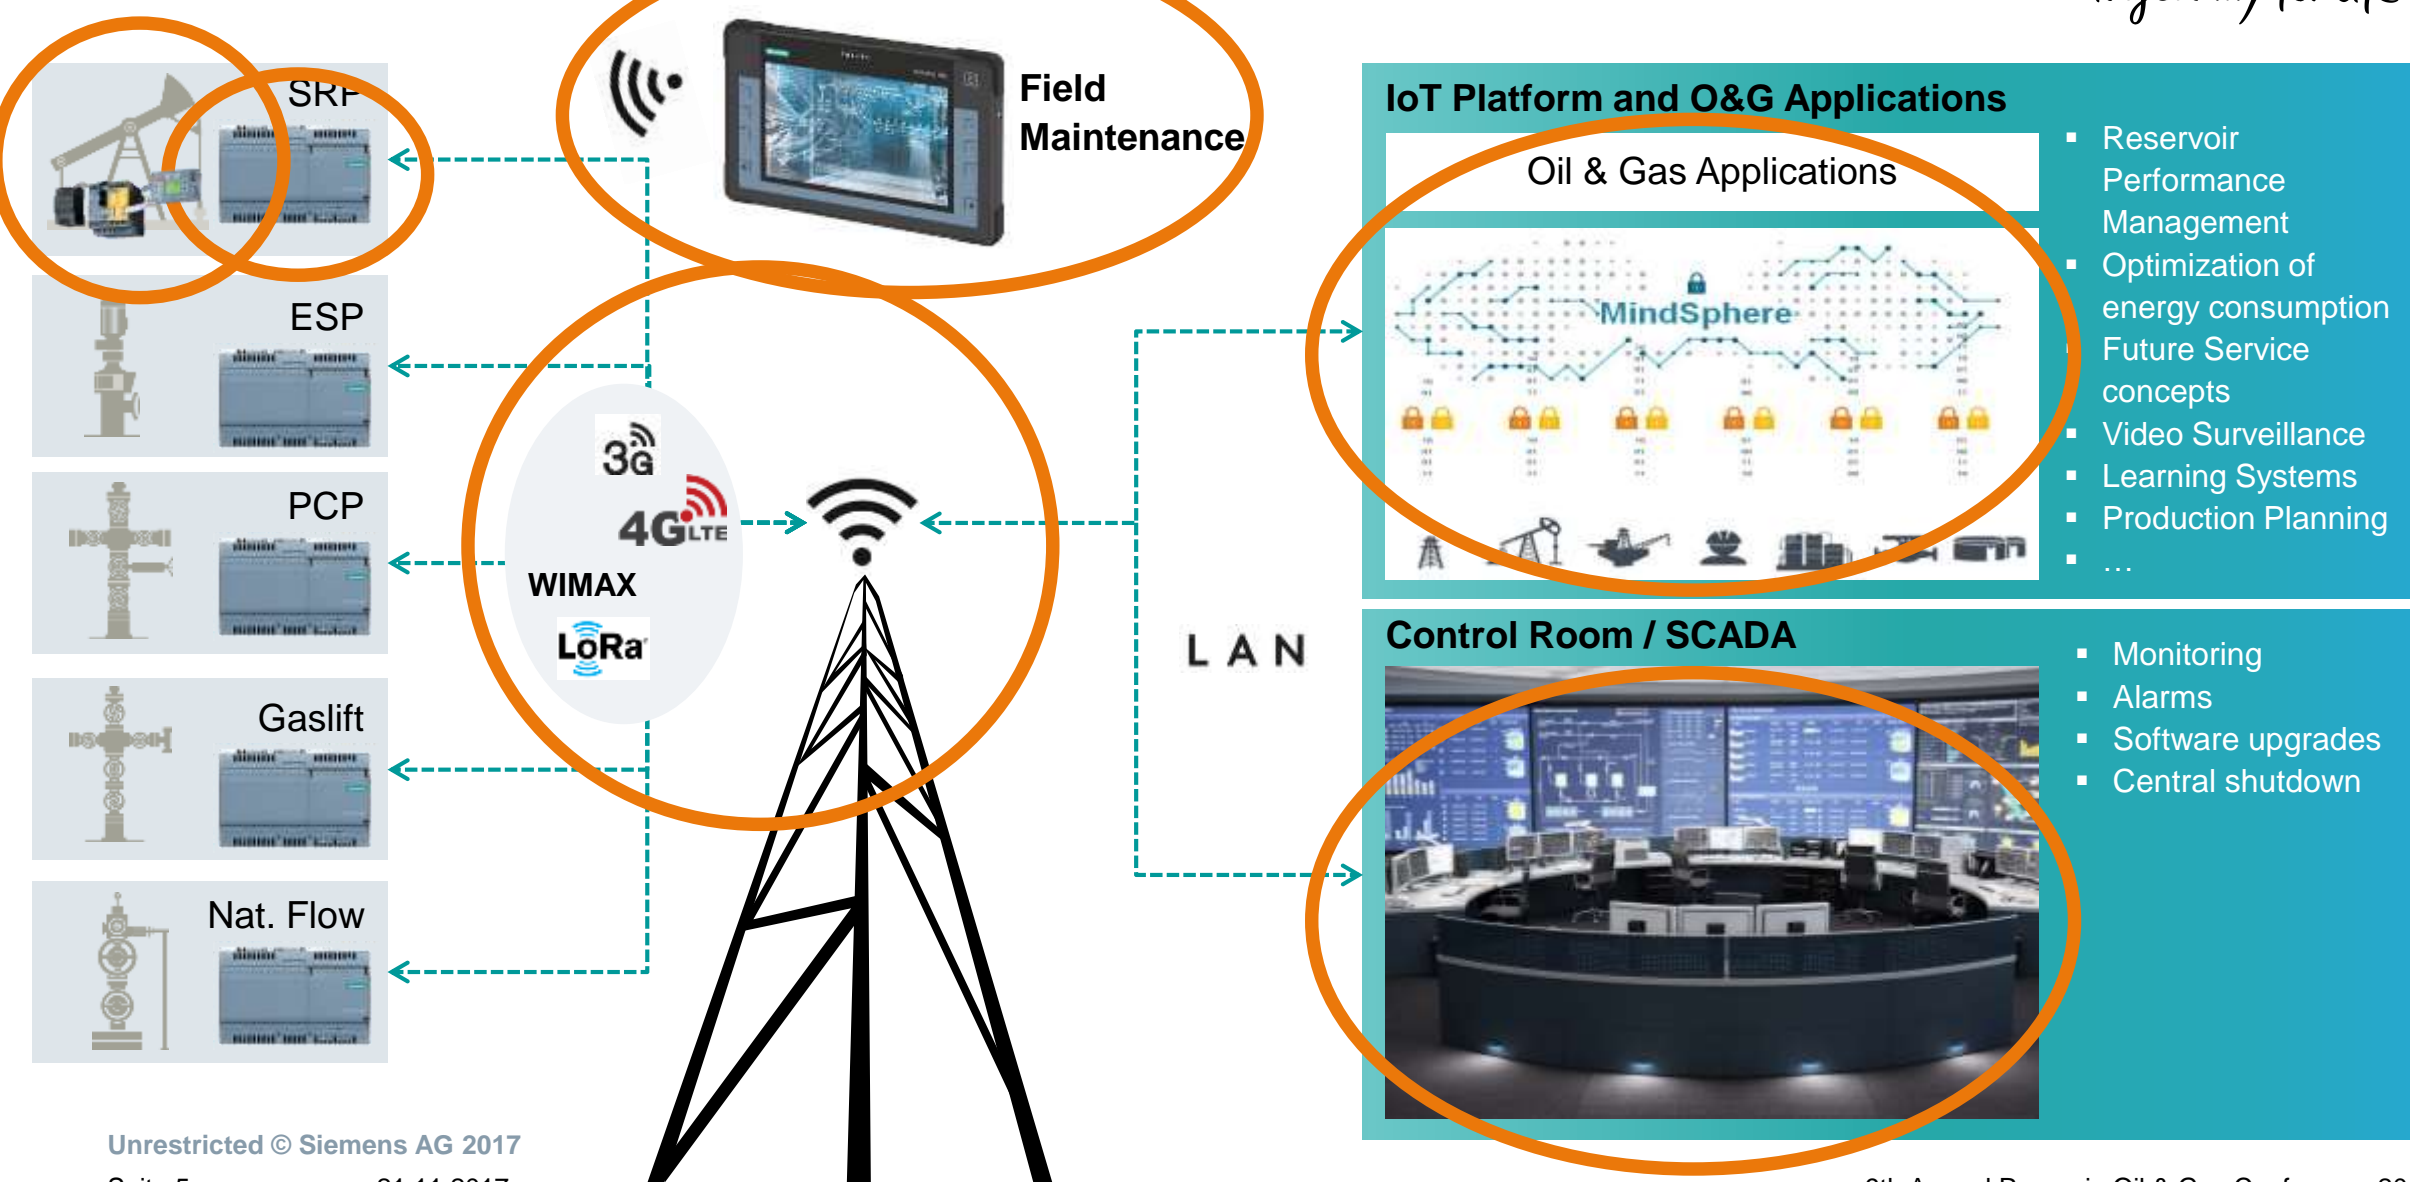 SRP
ESP
PCP
Gaslift
Nat. Flow
Field
Maintenance
3G
4G LTE
WIMAX
LoRa
LAN
IoT Platform and O&G Applications
Oil & Gas Applications
MindSphere
▪ Reservoir
Performance
Management
▪ Optimization of
energy consumption
▪ Future Service
concepts
▪ Video Surveillance
▪ Learning Systems
▪ Production Planning
▪ …
Control Room / SCADA
▪ Monitoring
▪ Alarms
▪ Software upgrades
▪ Central shutdown
Unrestricted © Siemens AG 2017